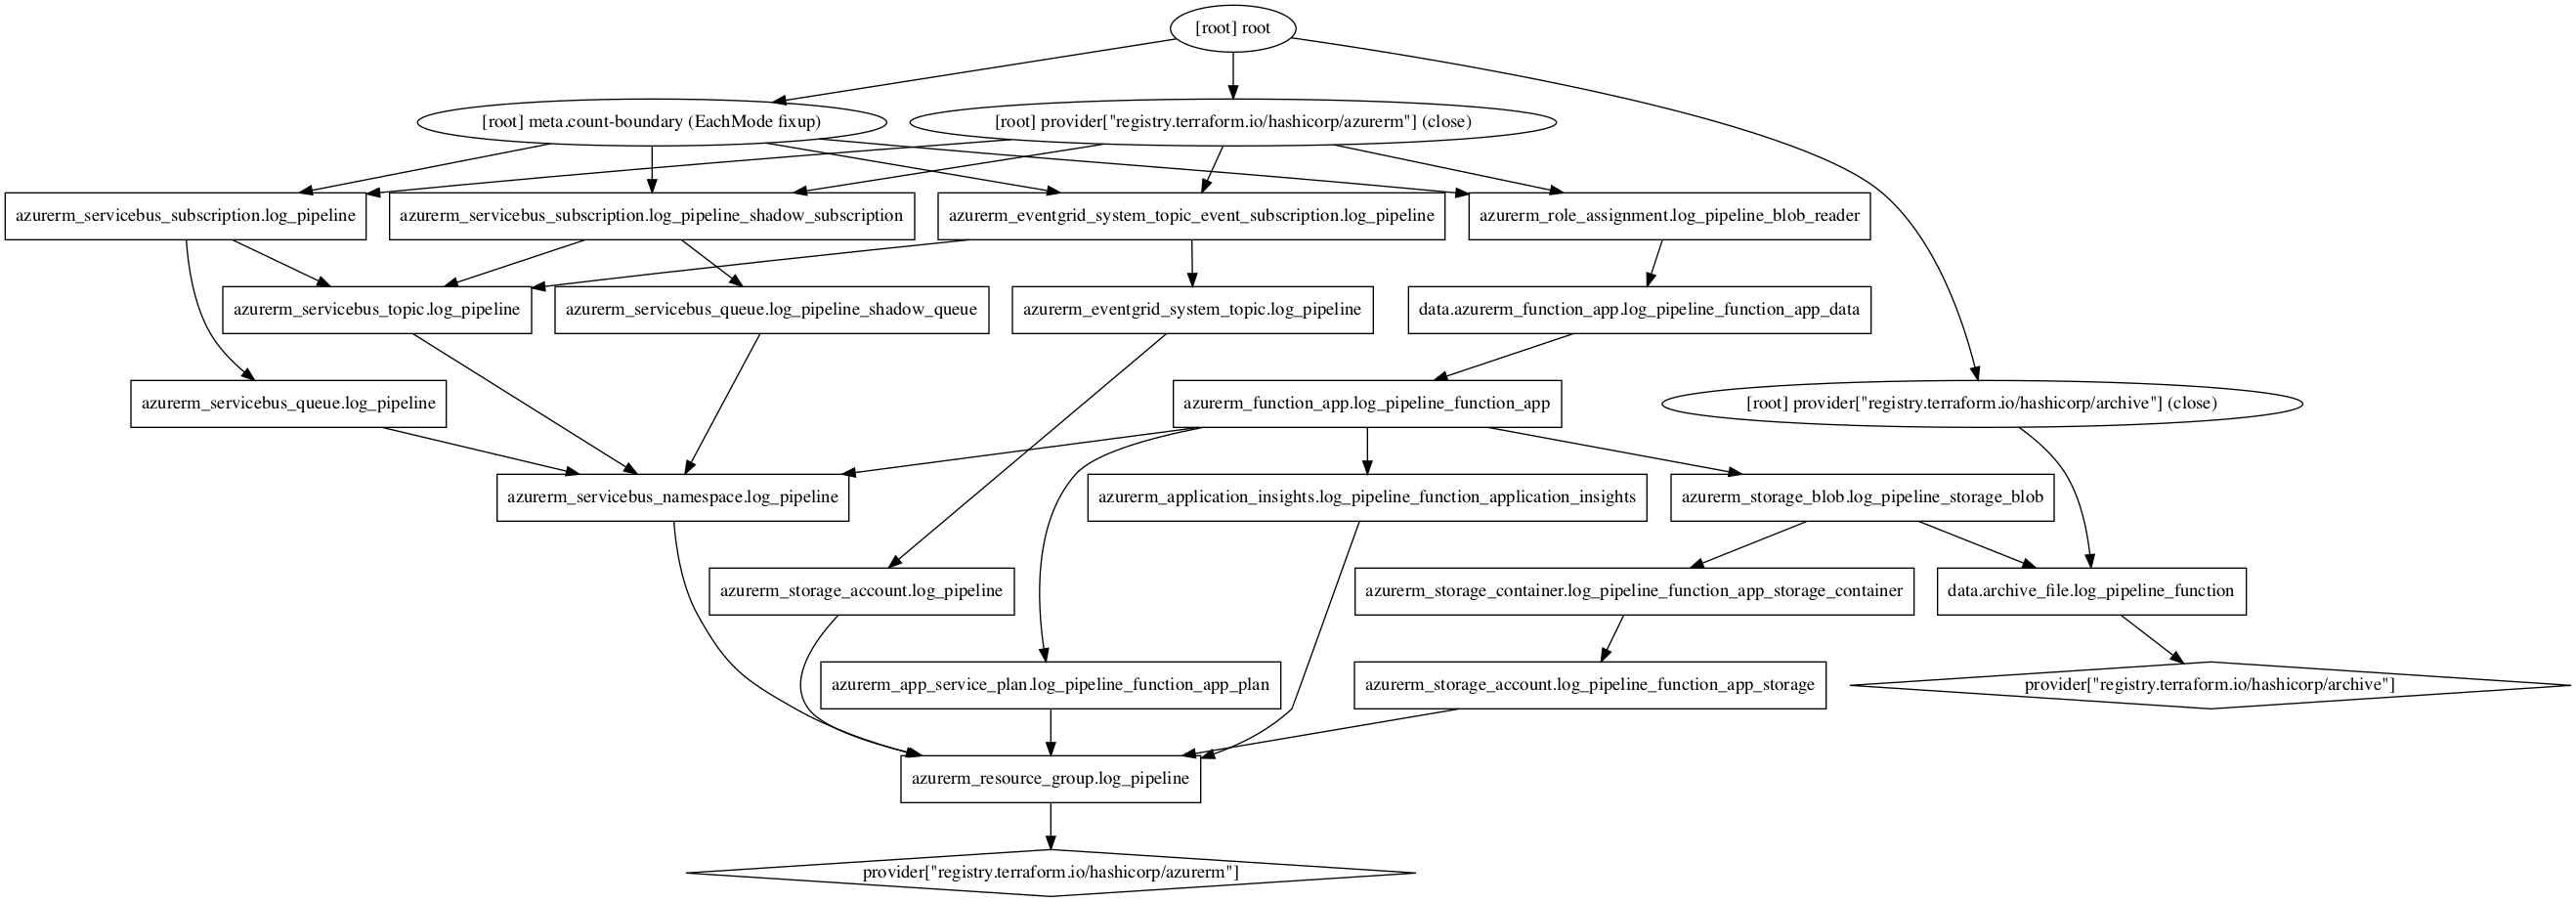 [root] root
[root] meta.count-boundary (EachMode fixup)
[root] provider["registry.terraform.io/hashicorp/azurerm"] (close)
azurerm_servicebus_subscription.log_pipeline
azurerm_servicebus_subscription.log_pipeline_shadow_subscription
azurerm_eventgrid_system_topic_event_subscription.log_pipeline
azurerm_role_assignment.log_pipeline_blob_reader
azurerm_servicebus_topic.log_pipeline
azurerm_servicebus_queue.log_pipeline_shadow_queue
azurerm_eventgrid_system_topic.log_pipeline
data.azurerm_function_app.log_pipeline_function_app_data
azurerm_servicebus_queue.log_pipeline
azurerm_function_app.log_pipeline_function_app
[root] provider["registry.terraform.io/hashicorp/archive"] (close)
azurerm_servicebus_namespace.log_pipeline
azurerm_application_insights.log_pipeline_function_application_insights
azurerm_storage_blob.log_pipeline_storage_blob
azurerm_storage_account.log_pipeline
azurerm_storage_container.log_pipeline_function_app_storage_container
data.archive_file.log_pipeline_function
azurerm_app_service_plan.log_pipeline_function_app_plan
azurerm_storage_account.log_pipeline_function_app_storage
provider["registry.terraform.io/hashicorp/archive"]
azurerm_resource_group.log_pipeline
provider["registry.terraform.io/hashicorp/azurerm"]